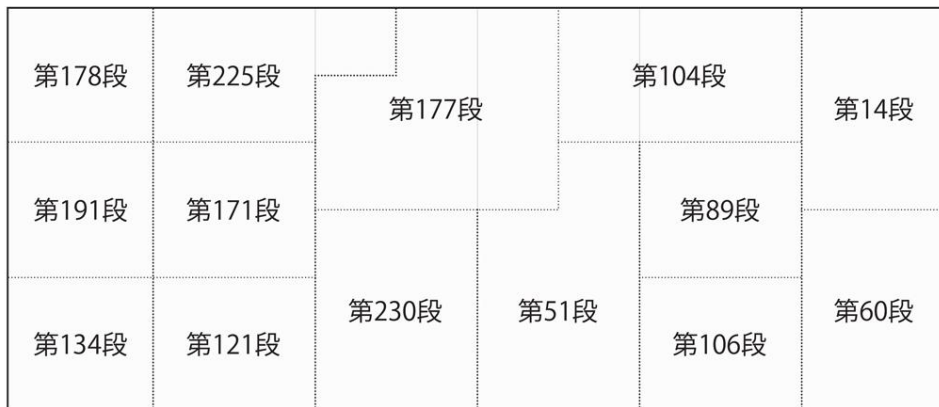 第178段
第225段
第177段
第104段
第14段
第191段
第171段
第89段
第134段
第121段
第230段
第51段
第106段
第60段